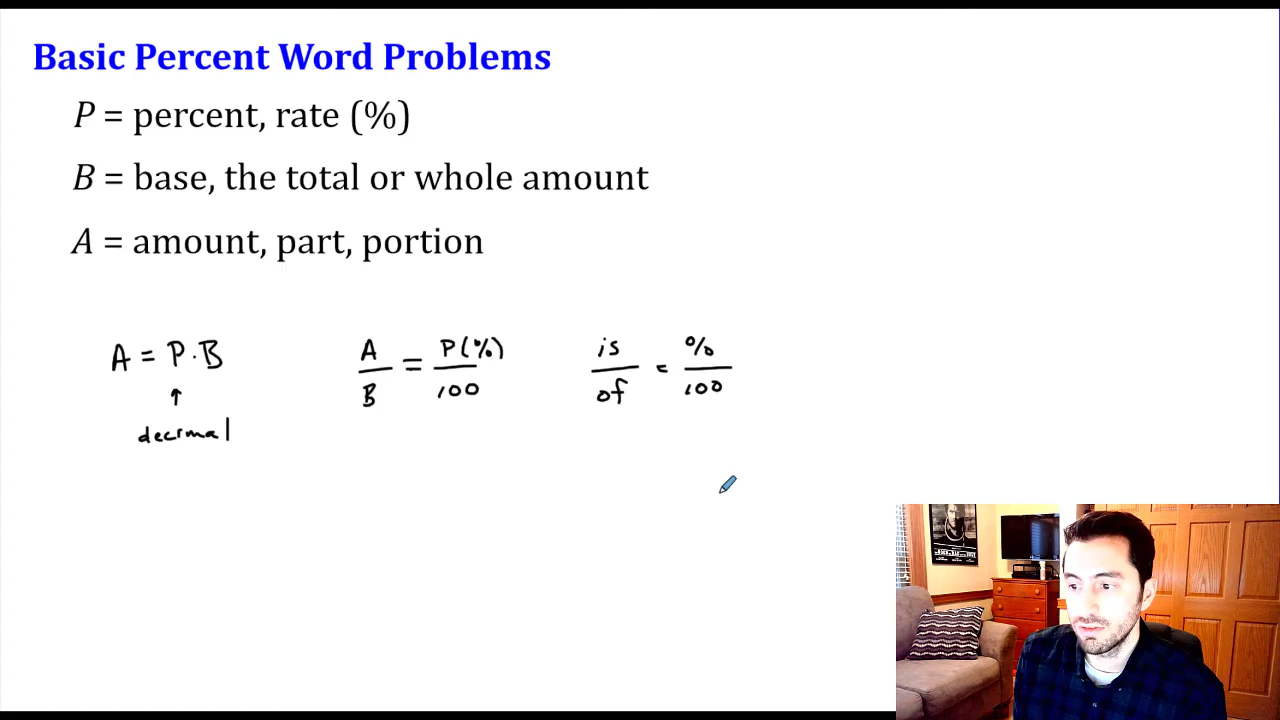 Basic Percent Word Problems
P = percent, rate (%)
B = base, the total or whole amount
A = amount, part, portion
A = P · B
↑
decimal
A/B = P(%)/100
is/of = %/100